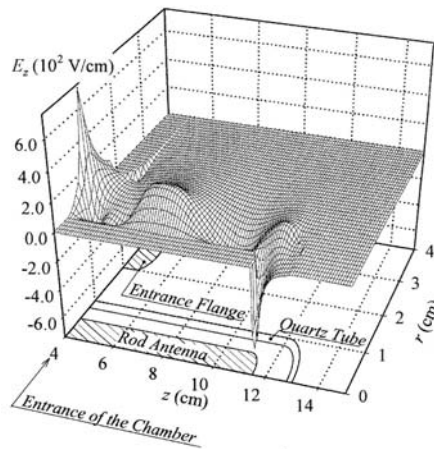 E_z (10² V/cm)
6.0
4.0
2.0
0.0
-2.0
-4.0
-6.0
4
3
2
1
0
r (cm)
Entrance Flange
Quartz Tube
Rod Antenna
4
6
8
10
12
14
z (cm)
Entrance of the Chamber